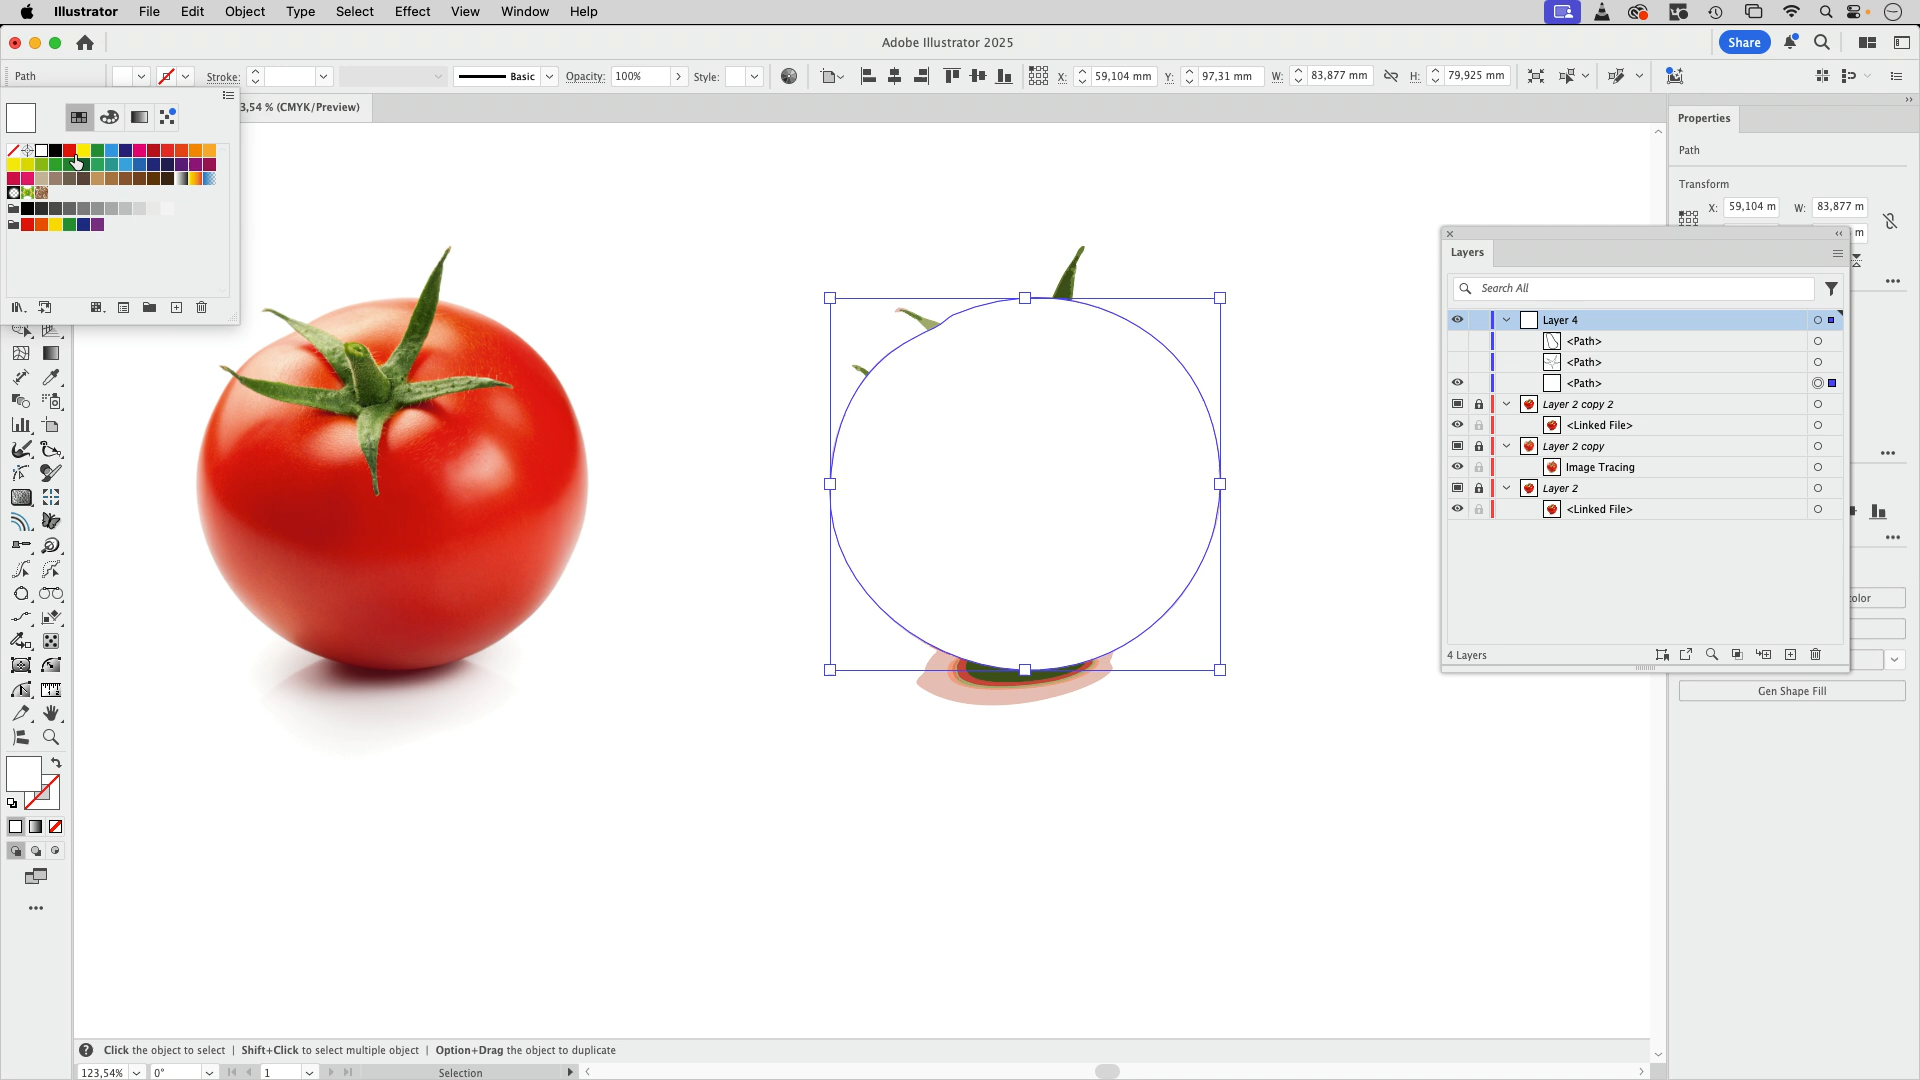 Illustrator File Edit Object Type Select Effect View Window Help
Adobe Illustrator 2025
Share
Path Stroke: Basic Opacity: 100% Style: X: 59,104 mm Y: 97,31 mm W: 83,877 mm H: 79,925 mm
3,54 % (CMYK/Preview)
Properties
Path
Transform
X: 59,104 m W: 83,877 m
m
Layers
Search All
Layer 4
<Path>
<Path>
<Path>
Layer 2 copy 2
<Linked File>
Layer 2 copy
Image Tracing
Layer 2
<Linked File>
olor
4 Layers
Gen Shape Fill
Click the object to select | Shift+Click to select multiple object | Option+Drag the object to duplicate
123,54% 0° 1 Selection